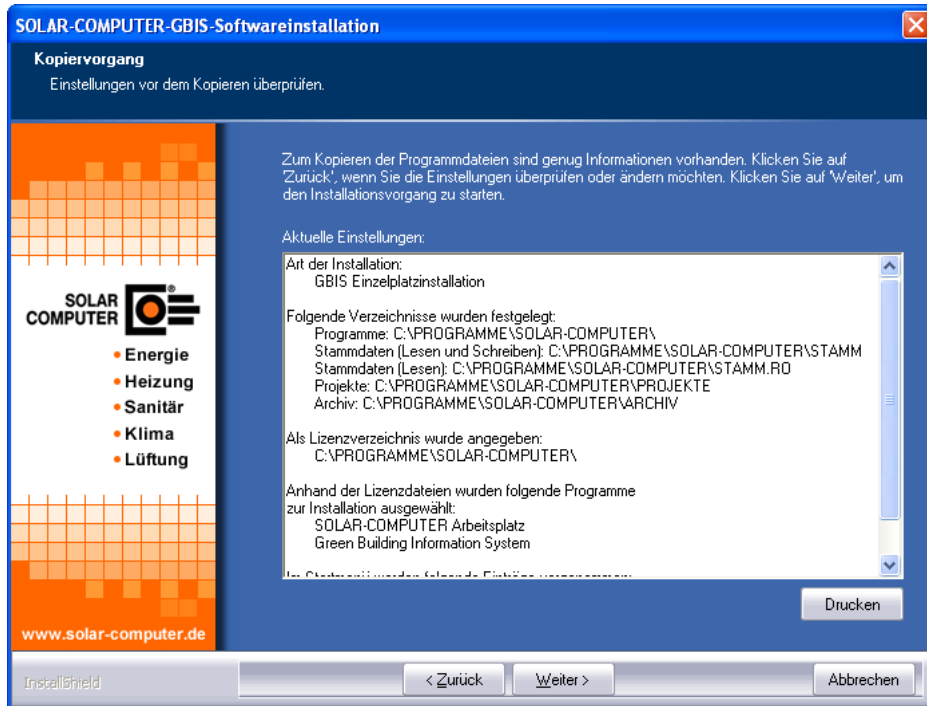 SOLAR-COMPUTER-GBIS-Softwareinstallation
Kopiervorgang
Einstellungen vor dem Kopieren überprüfen.
Zum Kopieren der Programmdateien sind genug Informationen vorhanden. Klicken Sie auf
'Zurück', wenn Sie die Einstellungen überprüfen oder ändern möchten. Klicken Sie auf 'Weiter', um
den Installationsvorgang zu starten.
Aktuelle Einstellungen:
Art der Installation:
GBIS Einzelplatzinstallation
Folgende Verzeichnisse wurden festgelegt:
Programme: C:\PROGRAMME\SOLAR-COMPUTER\
Stammdaten (Lesen und Schreiben): C:\PROGRAMME\SOLAR-COMPUTER\STAMM
Stammdaten (Lesen): C:\PROGRAMME\SOLAR-COMPUTER\STAMM.RO
Projekte: C:\PROGRAMME\SOLAR-COMPUTER\PROJEKTE
Archiv: C:\PROGRAMME\SOLAR-COMPUTER\ARCHIV
Als Lizenzverzeichnis wurde angegeben:
C:\PROGRAMME\SOLAR-COMPUTER\
Anhand der Lizenzdateien wurden folgende Programme
zur Installation ausgewählt:
SOLAR-COMPUTER Arbeitsplatz
Green Building Information System
Im Startmenü werden folgende Einträge vorgenommen:
SOLAR
COMPUTER
®
• Energie
• Heizung
• Sanitär
• Klima
• Lüftung
www.solar-computer.de
Drucken
InstallShield
< Zurück
Weiter >
Abbrechen